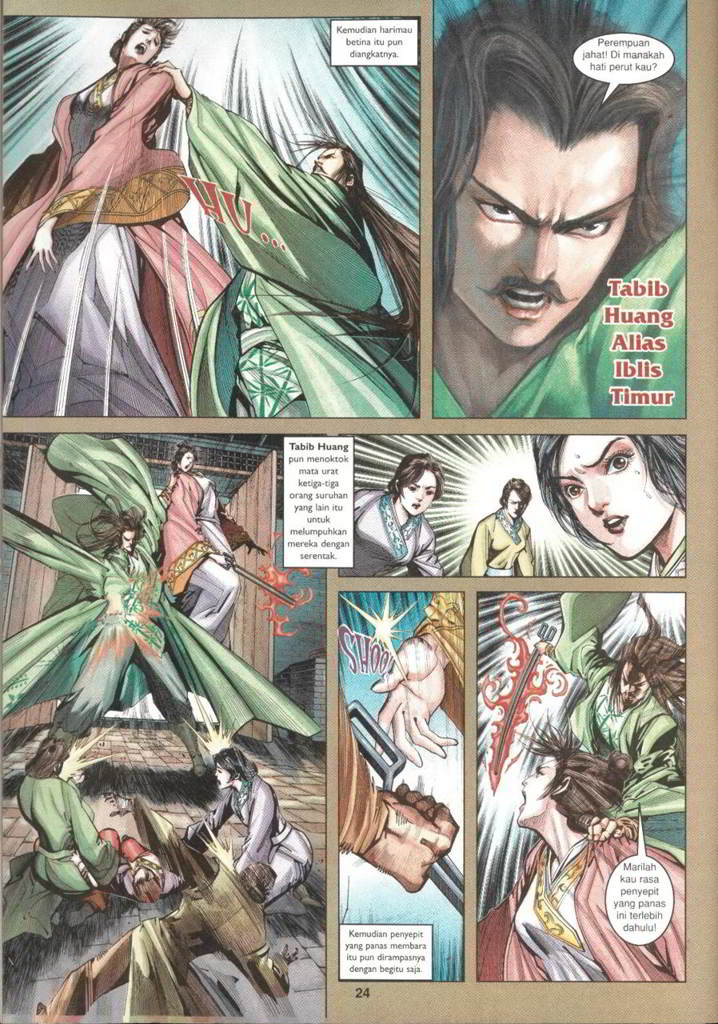 Kemudian harimau
betina itu pun
diangkatnya.
HU...
Perempuan
jahat! Di manakah
hati perut kau?
Tabib
Huang
Alias
Iblis
Timur
Tabib Huang
pun menoktok
mata urat
ketiga-tiga
orang suruhan
yang lain itu
untuk
melumpuhkan
mereka dengan
serentak.
SHOOO
Kemudian penyepit
yang panas membara
itu pun dirampasnya
dengan begitu saja.
Marilah
kau rasa
penyepit
yang panas
ini terlebih
dahulu!
24